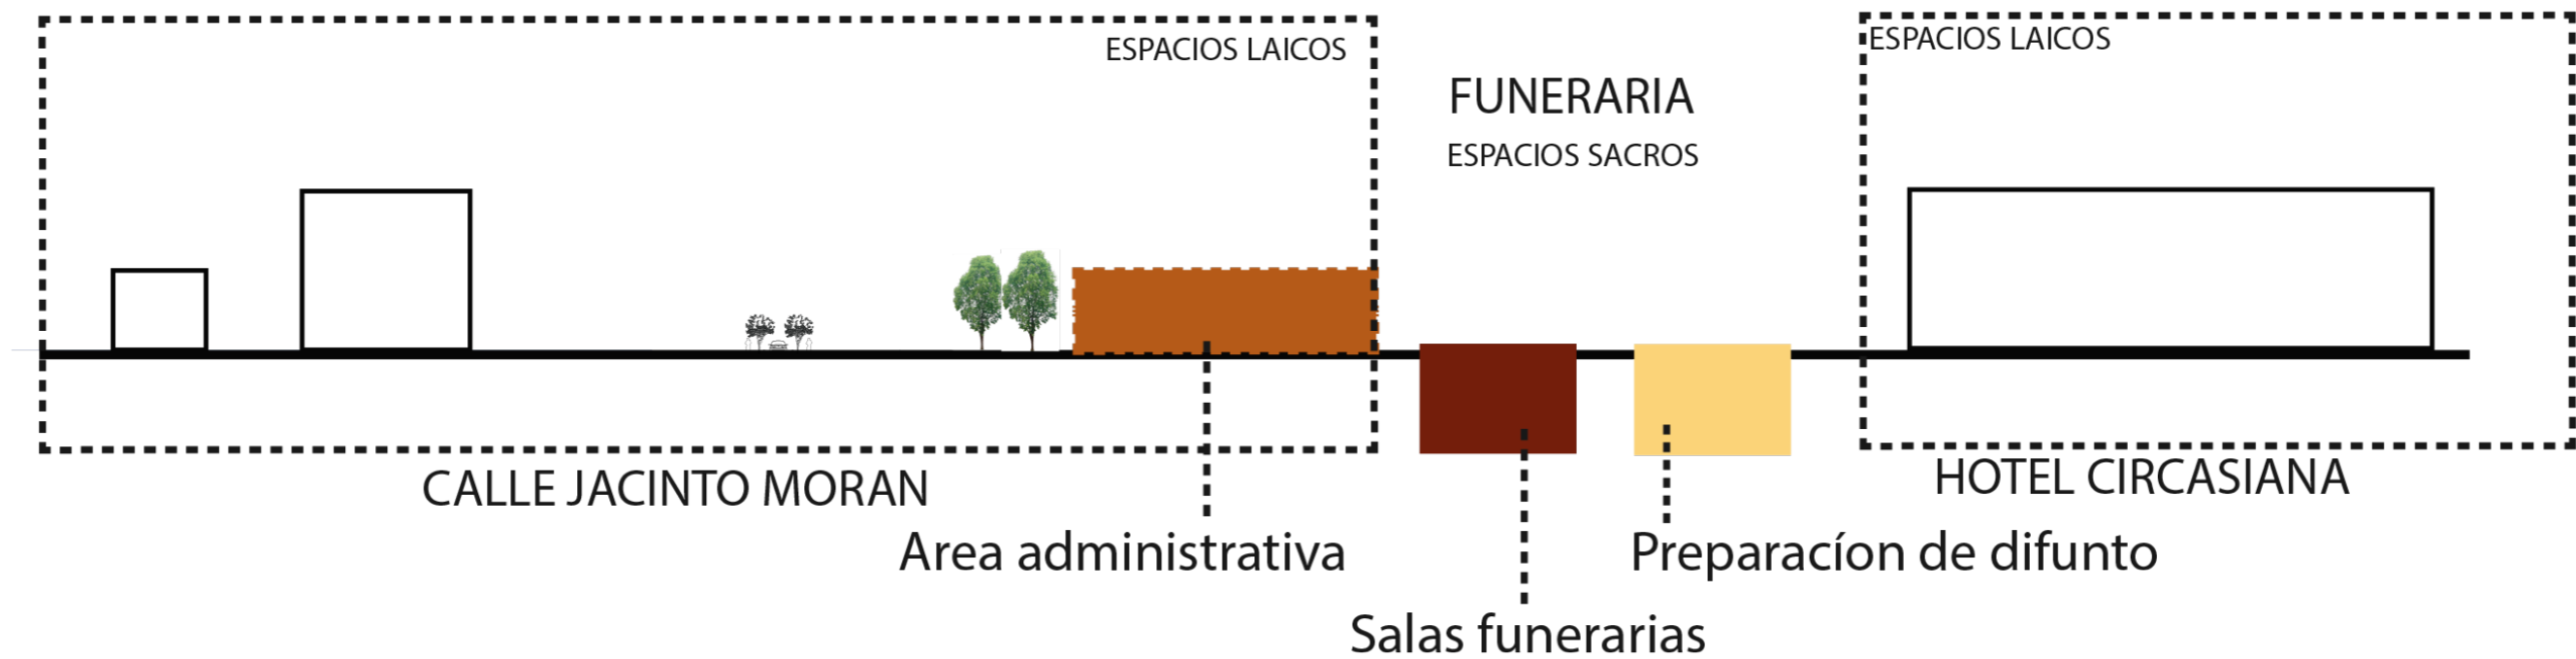 ESPACIOS LAICOS
ESPACIOS LAICOS
FUNERARIA
ESPACIOS SACROS
CALLE JACINTO MORAN
HOTEL CIRCASIANA
Area administrativa
Preparacíon de difunto
Salas funerarias